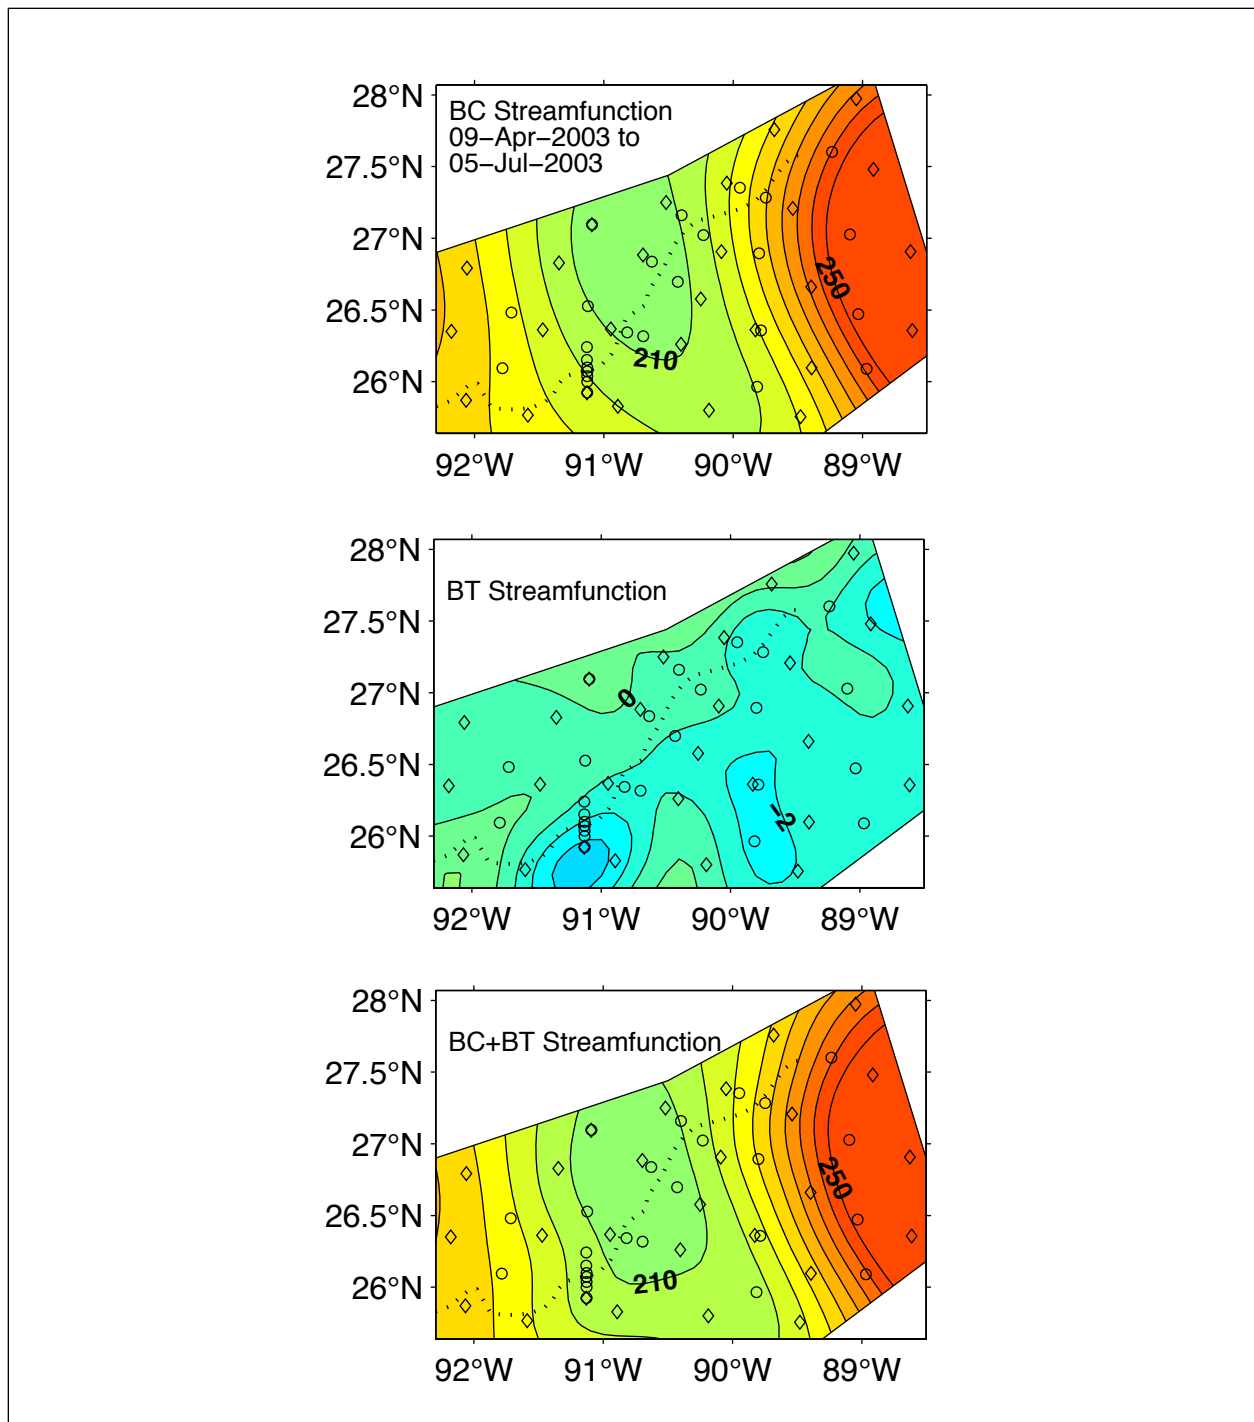 28°N
BC Streamfunction
09−Apr−2003 to
05−Jul−2003
27.5°N
27°N
250
26.5°N
210
26°N
92°W 91°W 90°W 89°W
28°N
BT Streamfunction
27.5°N
27°N
0
26.5°N
−2
26°N
92°W 91°W 90°W 89°W
28°N
BC+BT Streamfunction
27.5°N
27°N
250
26.5°N
210
26°N
92°W 91°W 90°W 89°W